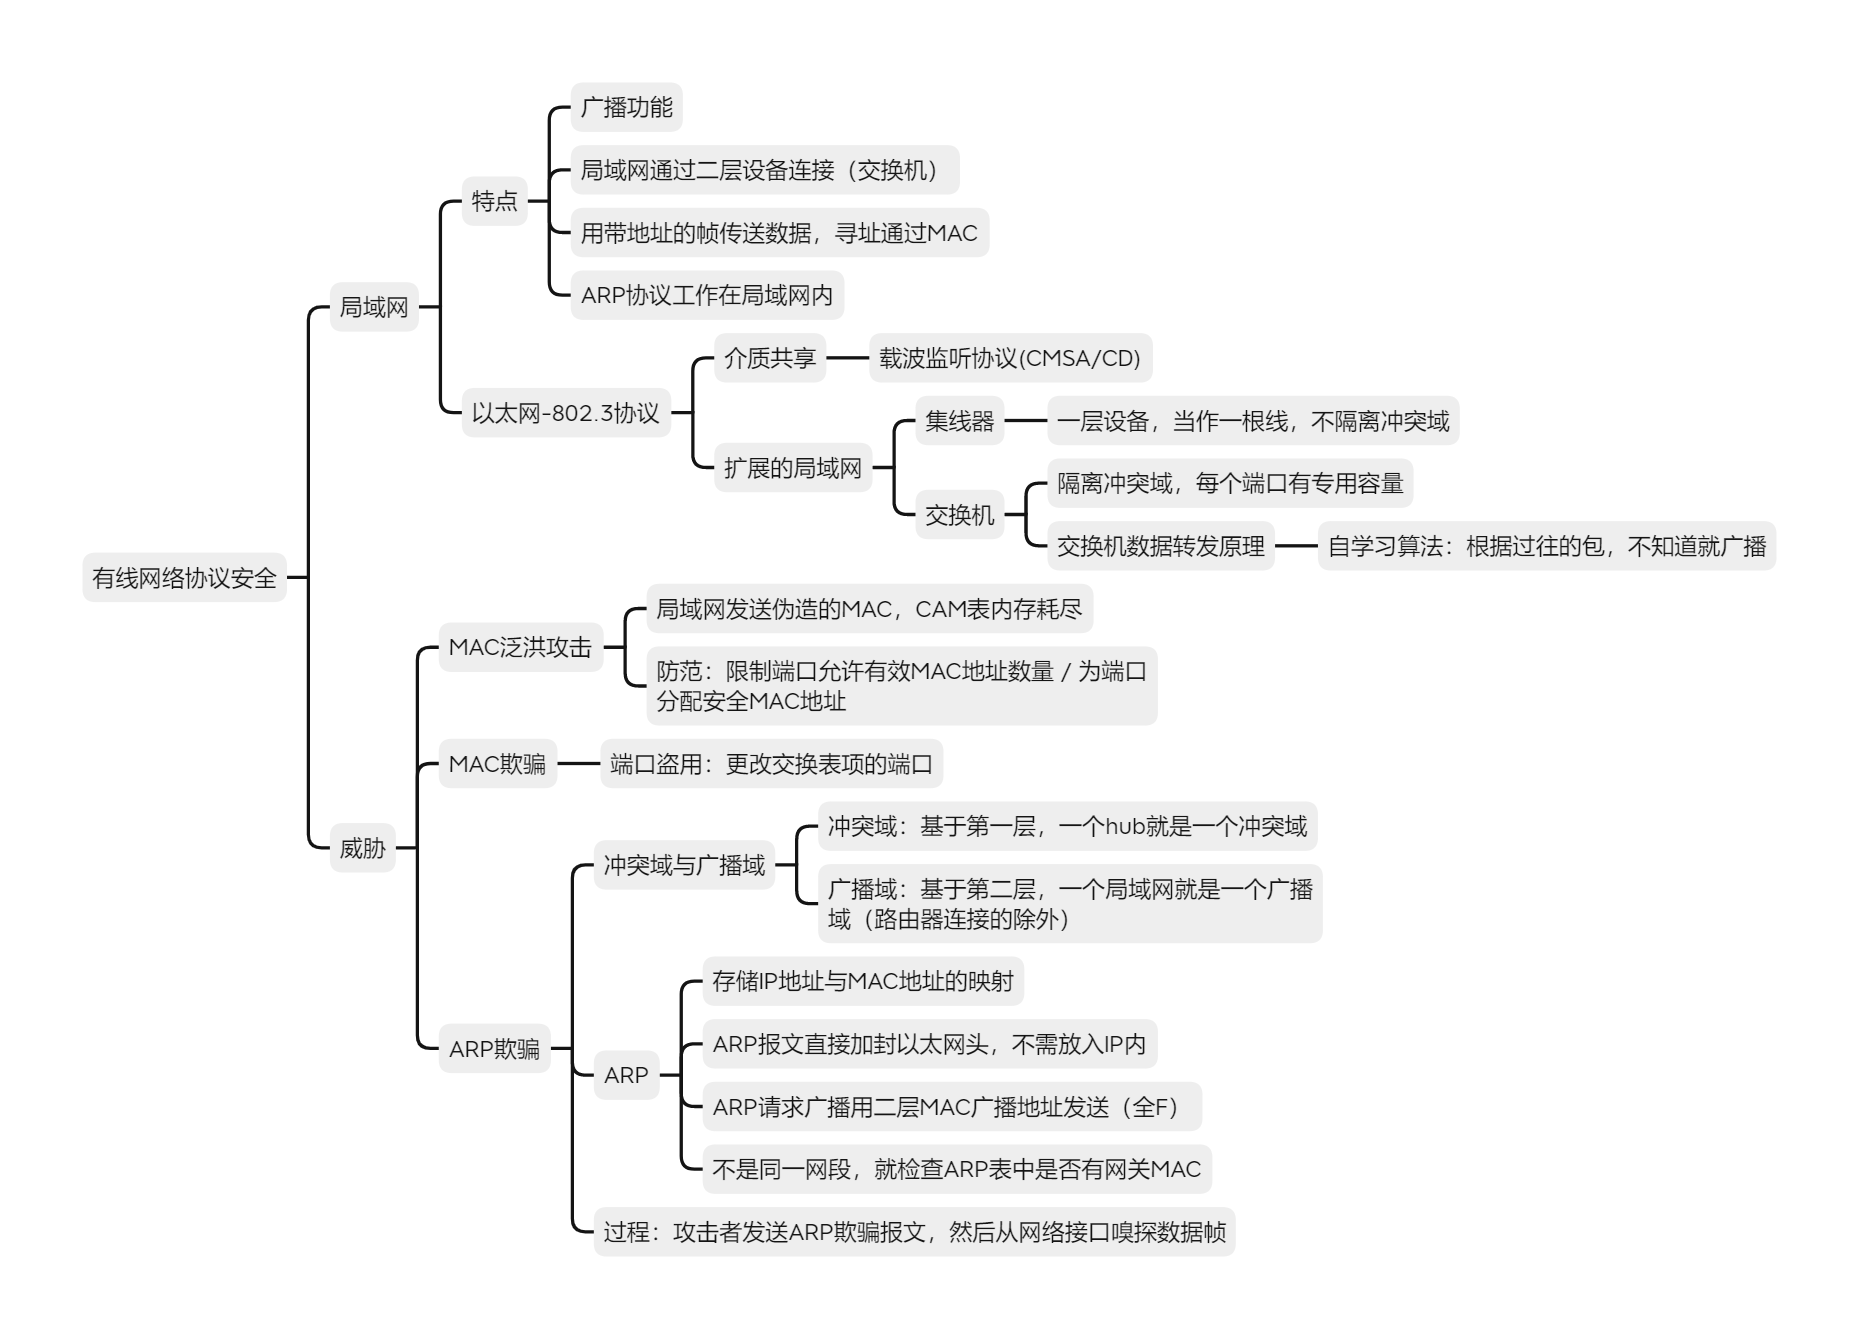 有线网络协议安全
局域网
特点
广播功能
局域网通过二层设备连接（交换机）
用带地址的帧传送数据，寻址通过MAC
ARP协议工作在局域网内
以太网-802.3协议
介质共享
载波监听协议(CMSA/CD)
扩展的局域网
集线器
一层设备，当作一根线，不隔离冲突域
交换机
隔离冲突域，每个端口有专用容量
交换机数据转发原理
自学习算法：根据过往的包，不知道就广播
威胁
MAC泛洪攻击
局域网发送伪造的MAC，CAM表内存耗尽
防范：限制端口允许有效MAC地址数量 / 为端口
分配安全MAC地址
MAC欺骗
端口盗用：更改交换表项的端口
ARP欺骗
冲突域与广播域
冲突域：基于第一层，一个hub就是一个冲突域
广播域：基于第二层，一个局域网就是一个广播
域（路由器连接的除外）
ARP
存储IP地址与MAC地址的映射
ARP报文直接加封以太网头，不需放入IP内
ARP请求广播用二层MAC广播地址发送（全F）
不是同一网段，就检查ARP表中是否有网关MAC
过程：攻击者发送ARP欺骗报文，然后从网络接口嗅探数据帧